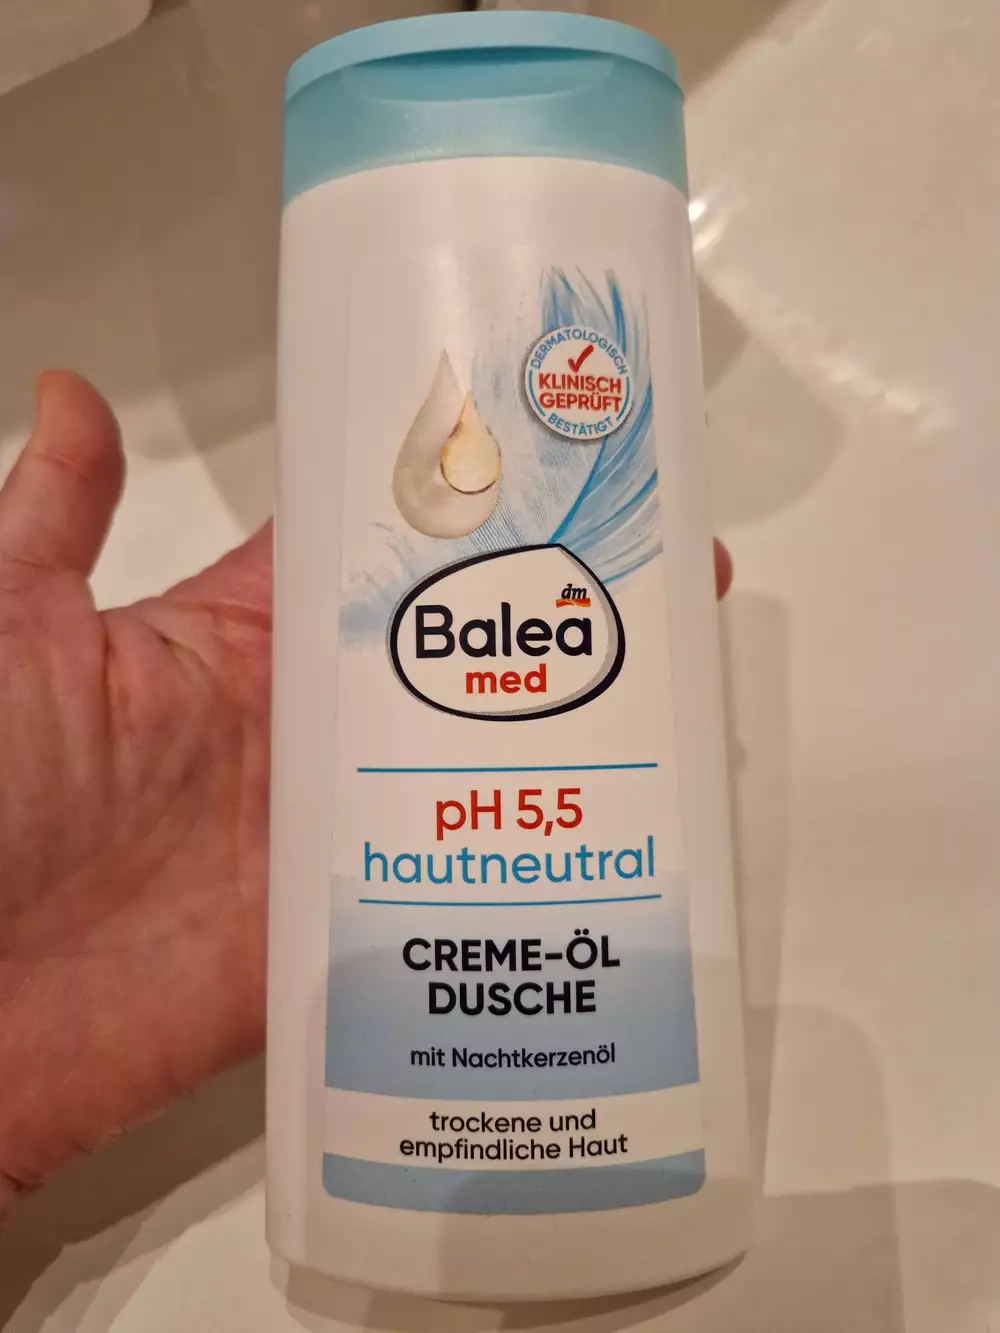 DERMATOLOGISCH
KLINISCH
GEPRÜFT
BESTÄTIGT
dm
Balea
med
pH 5,5
hautneutral
CREME-ÖL
DUSCHE
mit Nachtkerzenöl
trockene und
empfindliche Haut